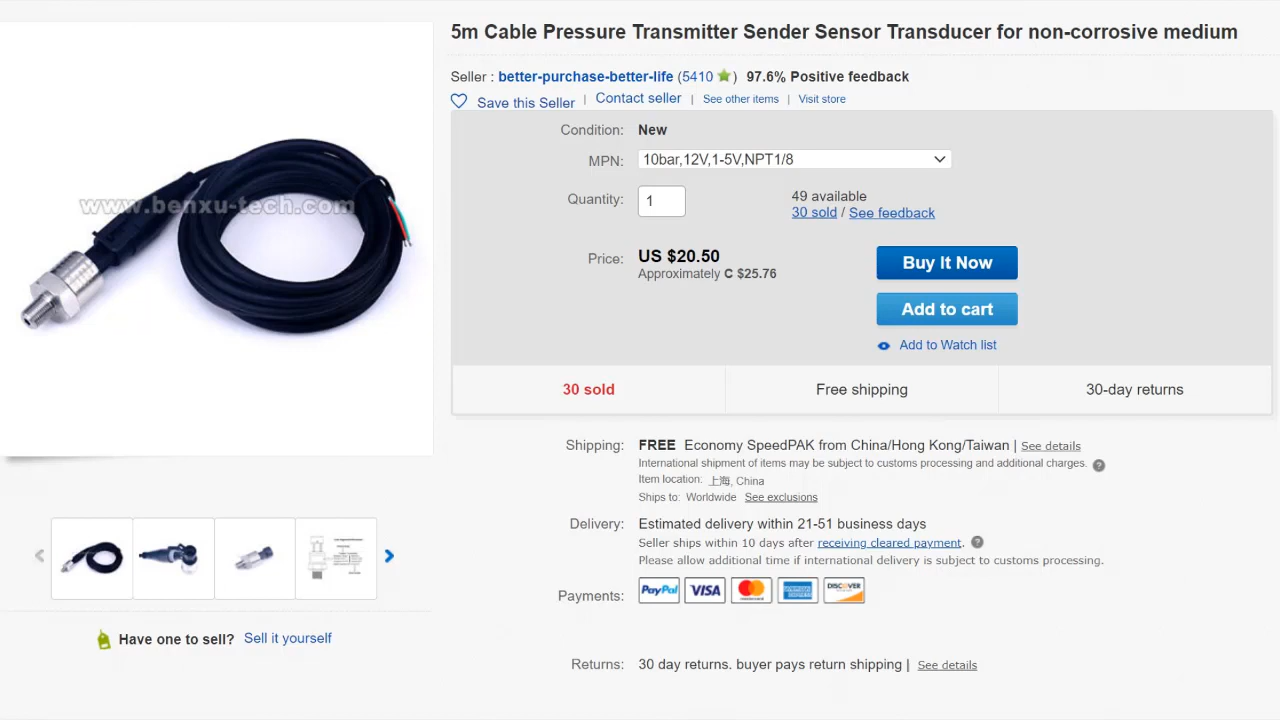 5m Cable Pressure Transmitter Sender Sensor Transducer for non-corrosive medium
Seller : better-purchase-better-life (5410 ) 97.6% Positive feedback
Save this Seller | Contact seller | See other items | Visit store
Condition: New
MPN: 10bar,12V,1-5V,NPT1/8
Quantity: 1 49 available
30 sold / See feedback
Price: US $20.50
Approximately C $25.76
Buy It Now
Add to cart
Add to Watch list
30 sold Free shipping 30-day returns
Shipping: FREE Economy SpeedPAK from China/Hong Kong/Taiwan | See details
International shipment of items may be subject to customs processing and additional charges. ?
Item location: 上海, China
Ships to: Worldwide See exclusions
Delivery: Estimated delivery within 21-51 business days
Seller ships within 10 days after receiving cleared payment. ?
Please allow additional time if international delivery is subject to customs processing.
Payments: PayPal VISA MasterCard AMERICAN EXPRESS DISCOVER
Returns: 30 day returns. buyer pays return shipping | See details
www.benxu-tech.com
Have one to sell? Sell it yourself